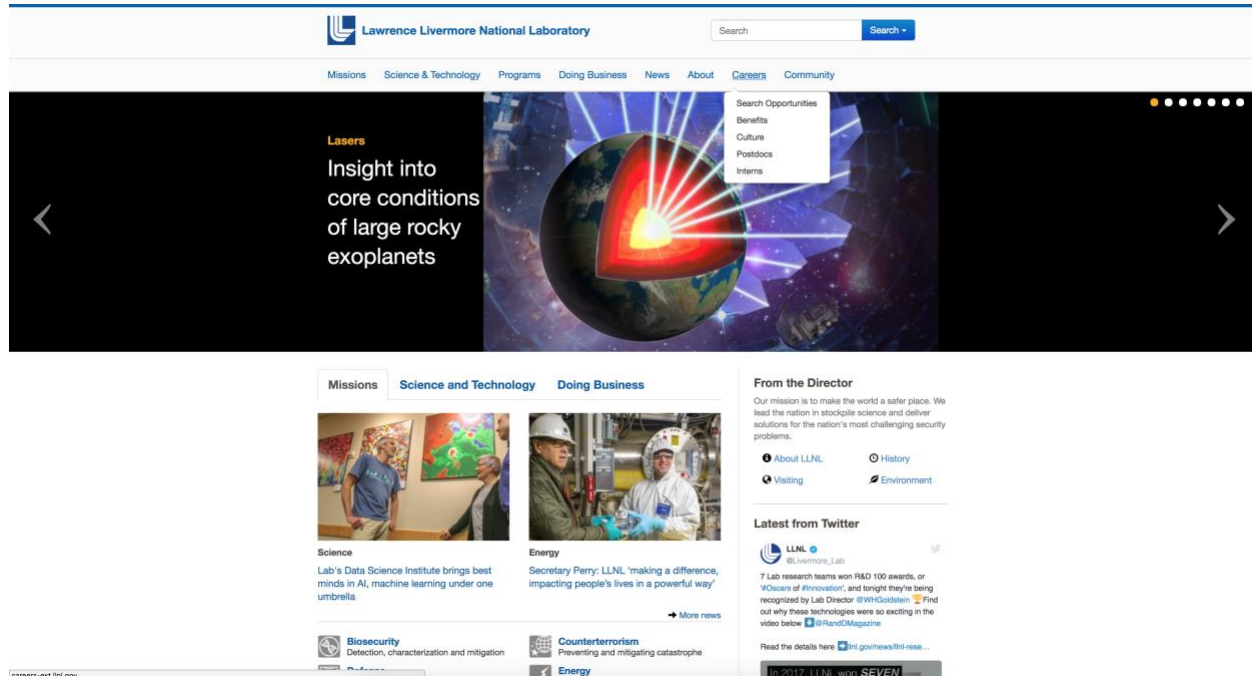 Lawrence Livermore National Laboratory
Search
Search
Missions Science & Technology Programs Doing Business News About Careers Community
Search Opportunities
Benefits
Culture
Postdocs
Interns
Lasers
Insight into
core conditions
of large rocky
exoplanets
Missions Science and Technology Doing Business
Science
Lab's Data Science Institute brings best
minds in AI, machine learning under one
umbrella
Energy
Secretary Perry: LLNL 'making a difference,
impacting people's lives in a powerful way'
More news
Biosecurity
Detection, characterization and mitigation
Counterterrorism
Preventing and mitigating catastrophe
Defense
Energy
From the Director
Our mission is to make the world a safer place. We
lead the nation in stockpile science and deliver
solutions for the nation's most challenging security
problems.
About LLNL History
Visiting Environment
Latest from Twitter
LLNL
@Livermore_Lab
7 Lab research teams won R&D 100 awards, or
'#Oscars of #Innovation', and tonight they're being
recognized by Lab Director @WHGoldstein 🏆Find
out why these technologies were so exciting in the
video below ⬇@RandDMagazine
Read the details here ➡llnl.gov/news/llnl-rese…
In 2017, LLNL won SEVEN
careers-ext.llnl.gov